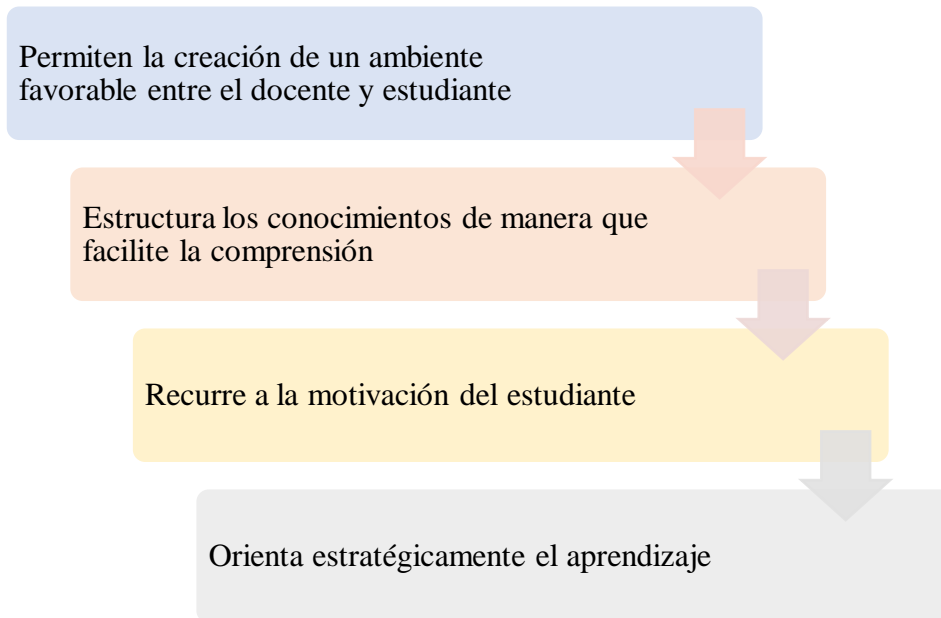 Permiten la creación de un ambiente
favorable entre el docente y estudiante
Estructura los conocimientos de manera que
facilite la comprensión
Recurre a la motivación del estudiante
Orienta estratégicamente el aprendizaje